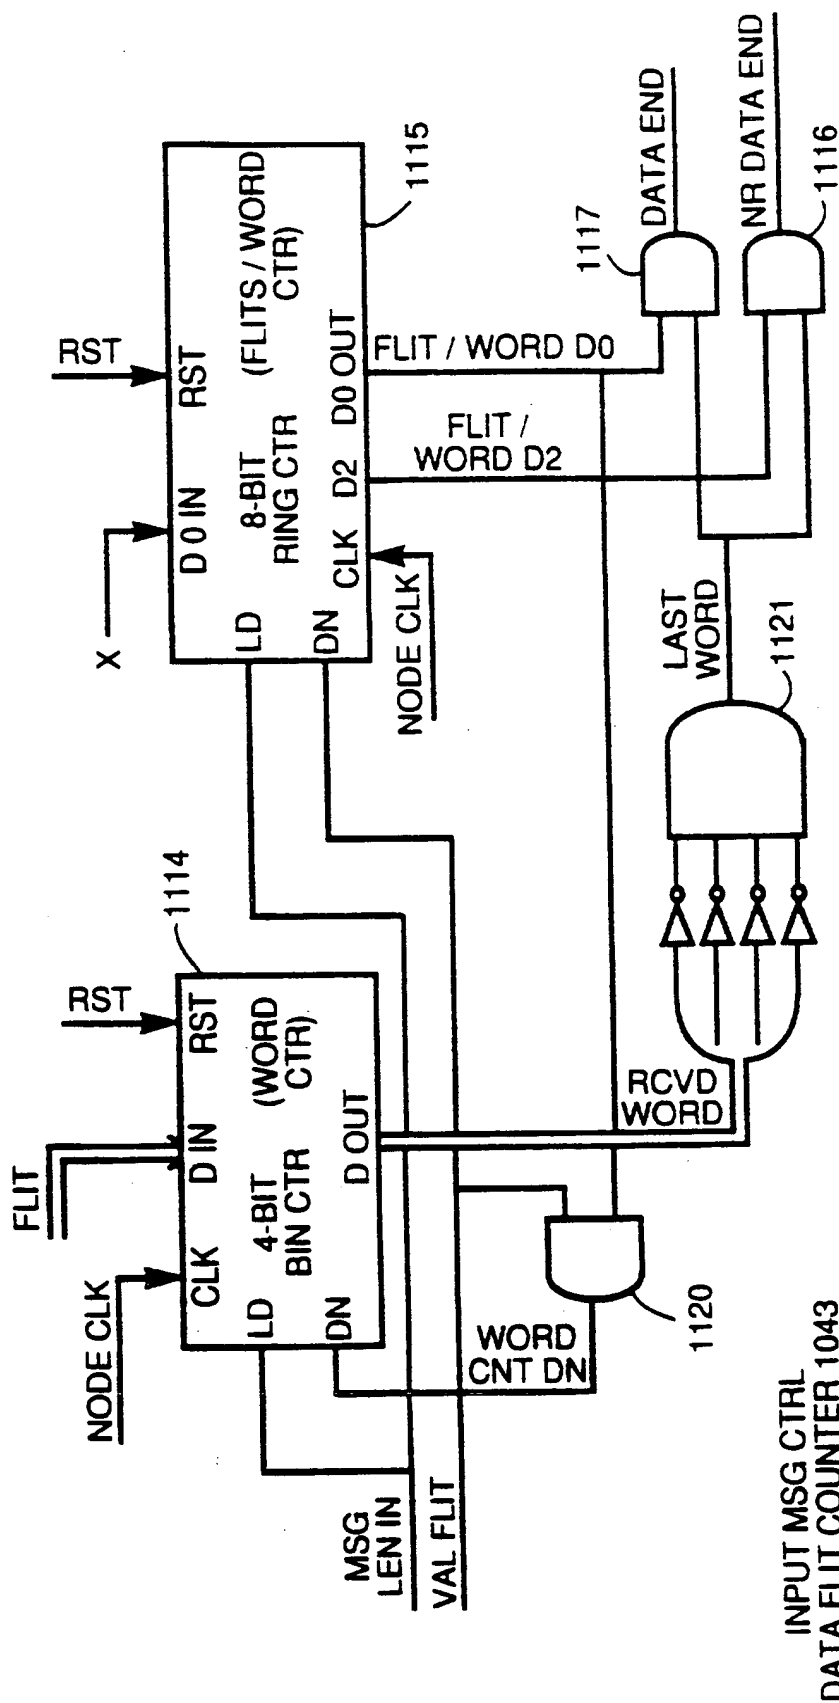 NODE CLK
FLIT
RST
CLK
D IN
RST
4-BIT
BIN CTR
(WORD
CTR)
LD
DN
D OUT
1114
X
RST
D 0 IN
RST
8-BIT
RING CTR
(FLITS / WORD
CTR)
LD
DN
CLK
D2
D0 OUT
1115
NODE CLK
MSG
LEN IN
VAL FLIT
WORD
CNT DN
1120
RCVD
WORD
FLIT / WORD D0
FLIT /
WORD D2
LAST
WORD
1121
1117
DATA END
NR DATA END
1116
INPUT MSG CTRL
DATA FLIT COUNTER 1043